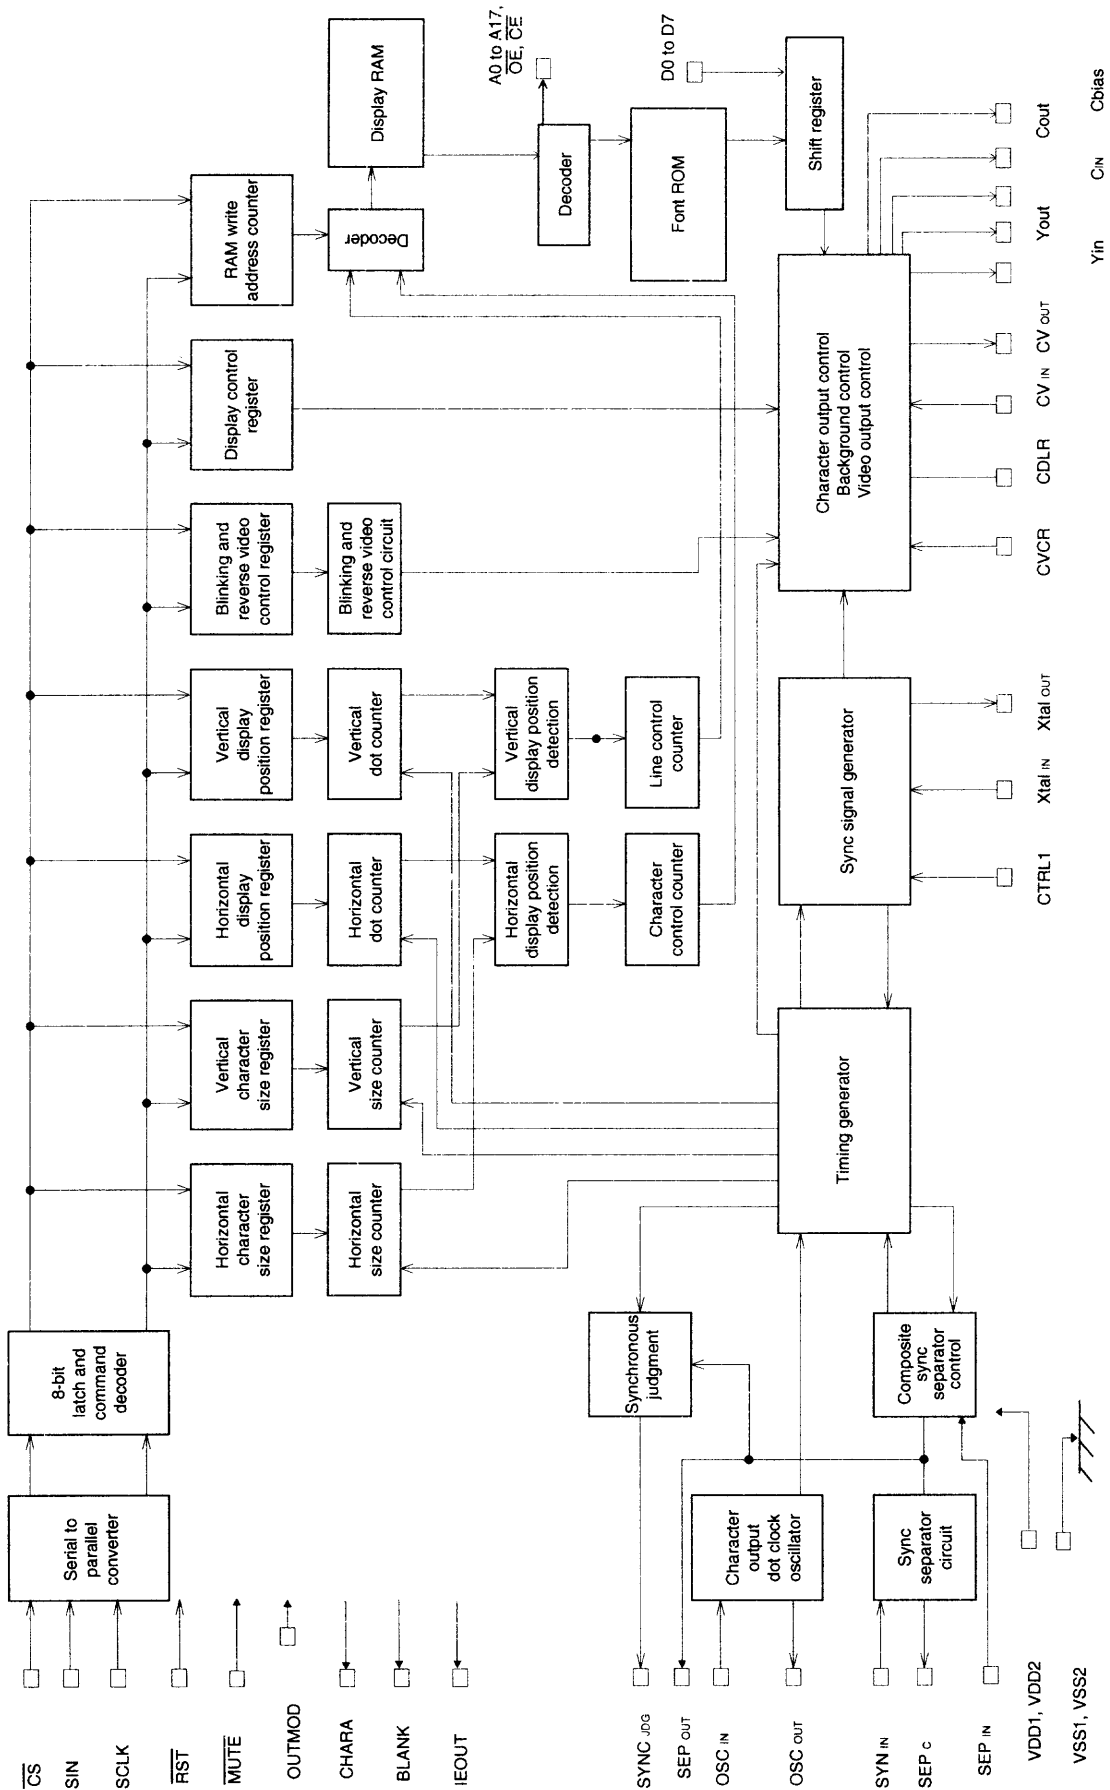 CS
SIN
SCLK
RST
MUTE
OUTMOD
CHARA
BLANK
IEOUT
SYNC JDG
SEP OUT
OSC IN
OSC OUT
SYN IN
SEP C
SEP IN
VDD1, VDD2
VSS1, VSS2
Serial to
parallel
converter
8-bit
latch and
command
decoder
Horizontal
character
size register
Vertical
character
size register
Horizontal
display
position register
Vertical
display
position register
Blinking and
reverse video
control register
Display control
register
RAM write
address counter
Horizontal
size counter
Vertical
size counter
Horizontal
dot counter
Vertical
dot counter
Blinking and
reverse video
control circuit
Decoder
Display RAM
Horizontal
display position
detection
Vertical
display position
detection
Character
control counter
Line control
counter
A0 to A17,
OE, CE
Decoder
Font ROM
D0 to D7
Shift register
Synchronous
judgment
Character
output
dot clock
oscillator
Sync
separator
circuit
Composite
sync
separator
control
Timing generator
Sync signal generator
Character output control
Background control
Video output control
CTRL1
Xtal IN
Xtal OUT
CVCR
CDLR
CV IN
CV OUT
Yin
Yout
CIN
Cout
Cbias